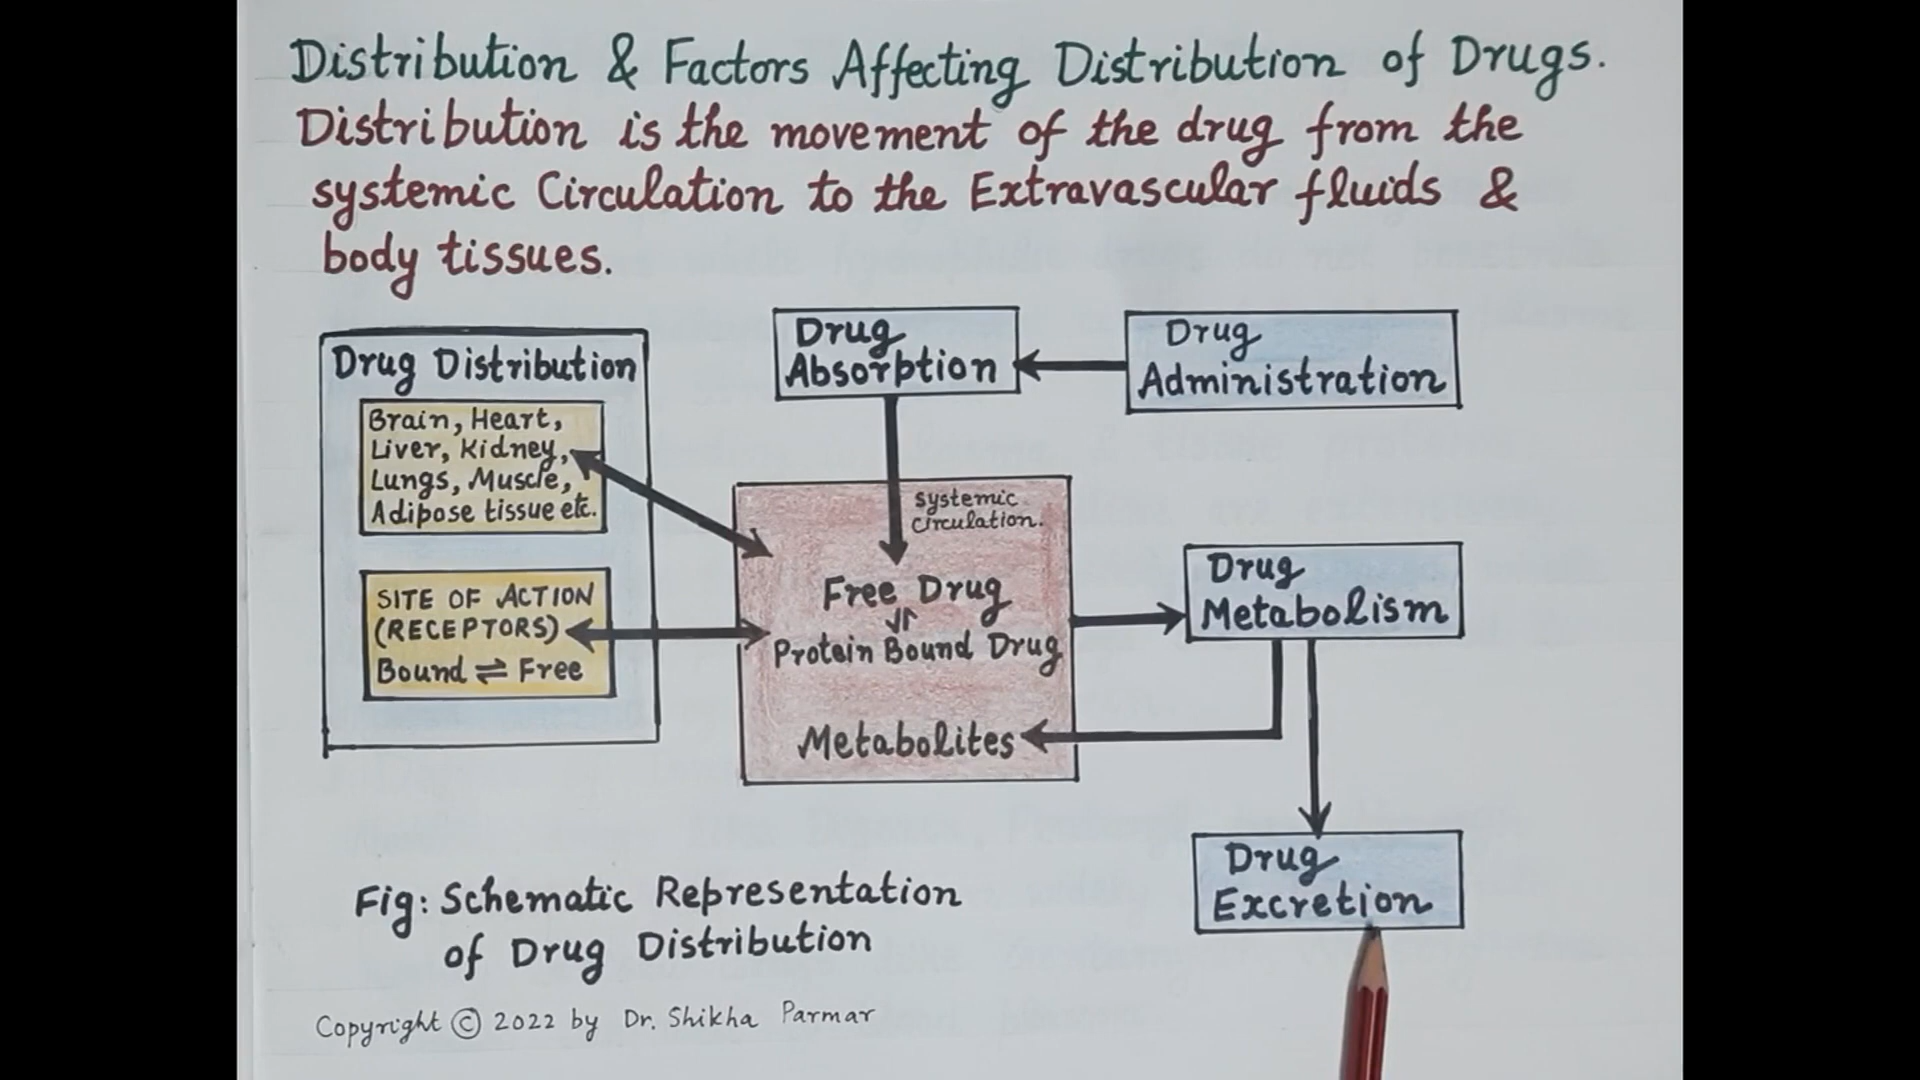 Distribution & Factors Affecting Distribution of Drugs.
Distribution is the movement of the drug from the
systemic Circulation to the Extravascular fluids &
body tissues.
Drug Distribution
Brain, Heart,
Liver, Kidney,
Lungs, Muscle,
Adipose tissue etc.
SITE OF ACTION
(RECEPTORS)
Bound ⇌ Free
Drug
Absorption
Drug
Administration
systemic
circulation.
Free Drug
⇌
Protein Bound Drug
Metabolites
Drug
Metabolism
Drug
Excretion
Fig: Schematic Representation
of Drug Distribution
Copyright © 2022 by Dr. Shikha Parmar